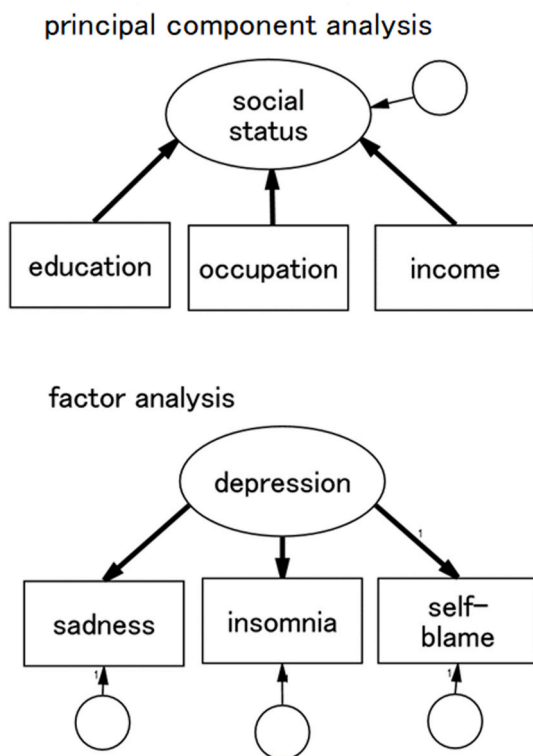 principal component analysis
social
status
education
occupation
income
factor analysis
depression
1
sadness
insomnia
self-
blame
1
1